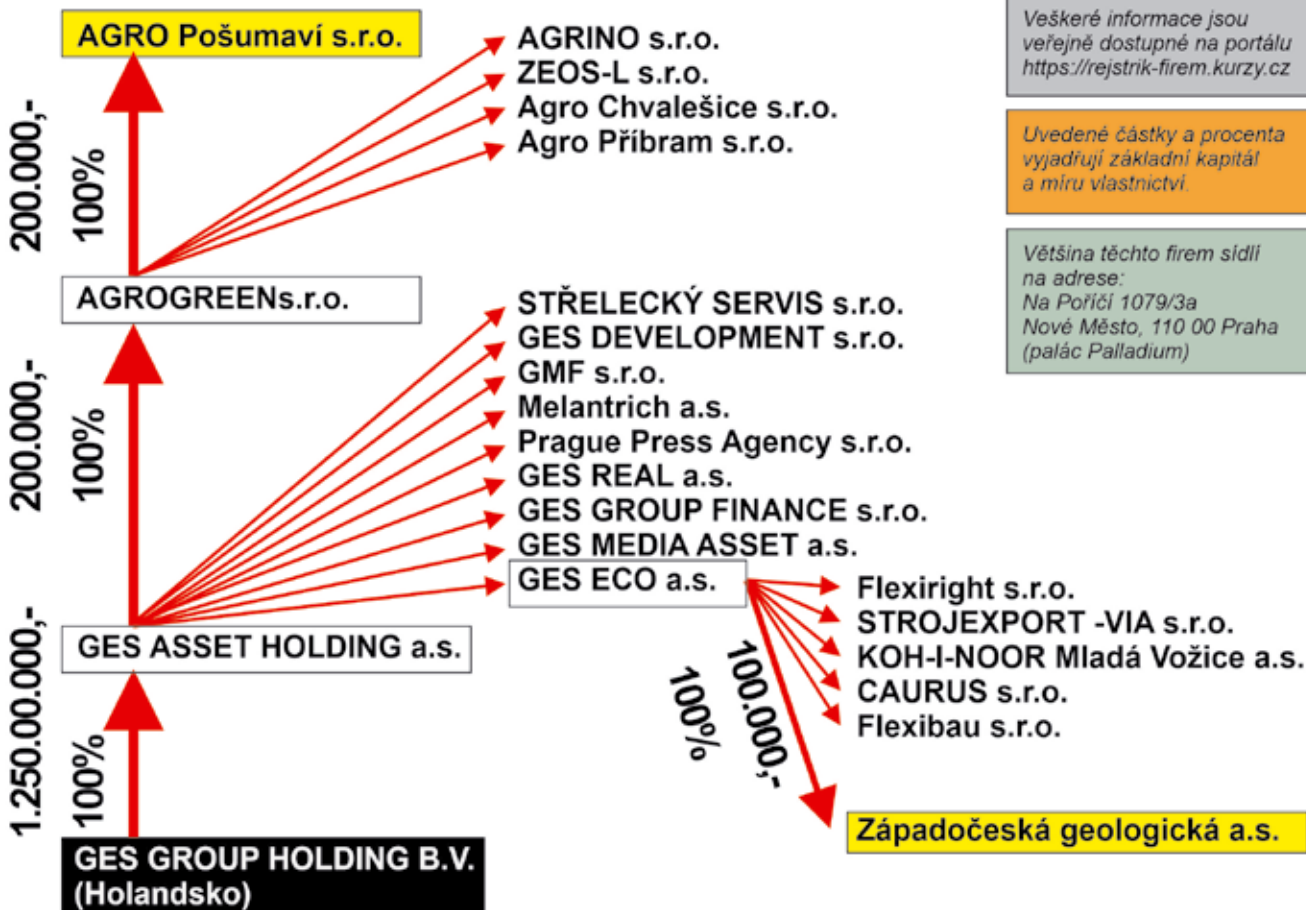 AGRO Pošumaví s.r.o.
200.000,-
100%
AGRINO s.r.o.
ZEOS-L s.r.o.
Agro Chvalešice s.r.o.
Agro Příbram s.r.o.
Veškeré informace jsou
veřejně dostupné na portálu
https://rejstrik-firem.kurzy.cz
Uvedené částky a procenta
vyjadřují základní kapitál
a míru vlastnictví.
Většina těchto firem sídlí
na adrese:
Na Poříčí 1079/3a
Nové Město, 110 00 Praha
(palác Palladium)
AGROGREENs.r.o.
200.000,-
100%
STŘELECKÝ SERVIS s.r.o.
GES DEVELOPMENT s.r.o.
GMF s.r.o.
Melantrich a.s.
Prague Press Agency s.r.o.
GES REAL a.s.
GES GROUP FINANCE s.r.o.
GES MEDIA ASSET a.s.
GES ECO a.s.
Flexiright s.r.o.
STROJEXPORT -VIA s.r.o.
KOH-I-NOOR Mladá Vožice a.s.
CAURUS s.r.o.
Flexibau s.r.o.
100.000,-
100%
Západočeská geologická a.s.
GES ASSET HOLDING a.s.
1.250.00.000,-
100%
GES GROUP HOLDING B.V.
(Holandsko)